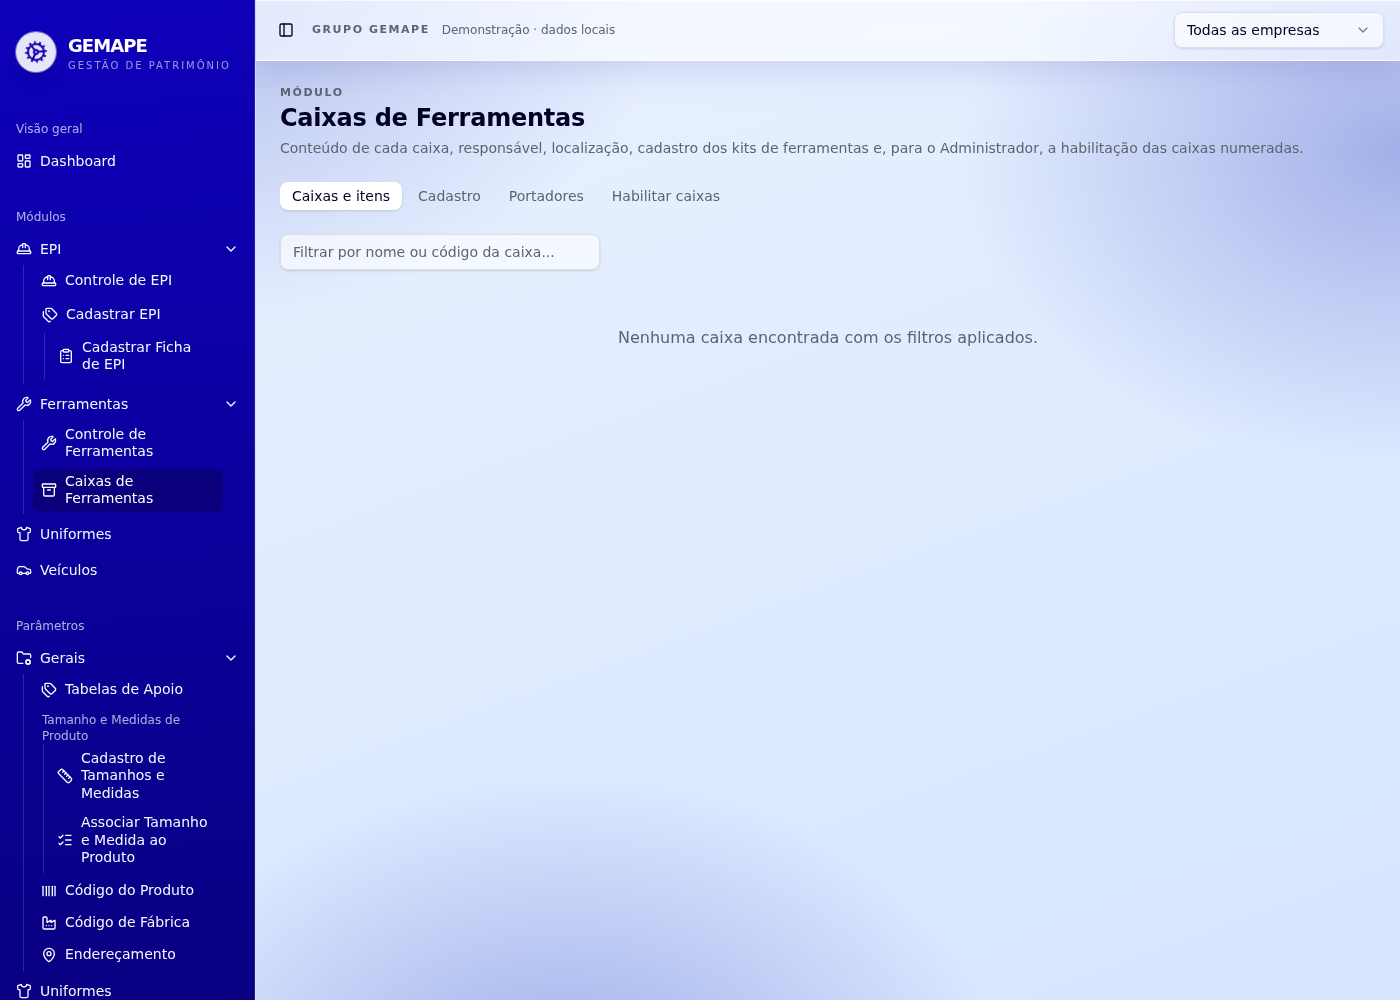 GEMAPE
GESTÃO DE PATRIMÔNIO
Visão geral
Dashboard
Módulos
EPI
Controle de EPI
Cadastrar EPI
Cadastrar Ficha
de EPI
Ferramentas
Controle de
Ferramentas
Caixas de
Ferramentas
Uniformes
Veículos
Parâmetros
Gerais
Tabelas de Apoio
Tamanho e Medidas de
Produto
Cadastro de
Tamanhos e
Medidas
Associar Tamanho
e Medida ao
Produto
Código do Produto
Código de Fábrica
Endereçamento
Uniformes
GRUPO GEMAPE
Demonstração · dados locais
Todas as empresas
MÓDULO
Caixas de Ferramentas
Conteúdo de cada caixa, responsável, localização, cadastro dos kits de ferramentas e, para o Administrador, a habilitação das caixas numeradas.
Caixas e itens
Cadastro
Portadores
Habilitar caixas
Filtrar por nome ou código da caixa...
Nenhuma caixa encontrada com os filtros aplicados.